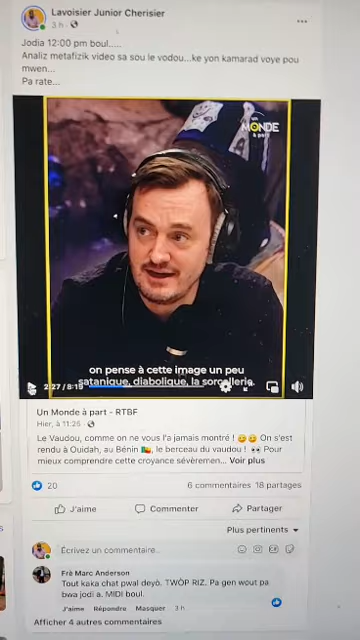 Lavoisier Junior Cherisier
3 h
Jodia 12:00 pm boul.....
Analiz metafizik video sa sou le vodou...ke yon kamarad voye pou
mwen...
Pa rate...
un
MONDE
à part
on pense à cette image un peu
satanique, diabolique, la sorcellerie.
2:27 / 8:19
Un Monde à part - RTBF
Hier, à 11:25
Le Vaudou, comme on ne vous l'a jamais montré ! 😄😄 On s'est
rendu à Ouidah, au Bénin 🇧🇯, le berceau du vaudou ! 👀 Pour
mieux comprendre cette croyance sévèremen... Voir plus
20
6 commentaires 18 partages
J'aime Commenter Partager
Plus pertinents
Écrivez un commentaire...
Frè Marc Anderson
Tout kaka chat pwal deyò. TWÒP RIZ. Pa gen wout pa
bwa jodi a. MIDI boul.
J'aime Répondre Masquer 3 h
Afficher 4 autres commentaires